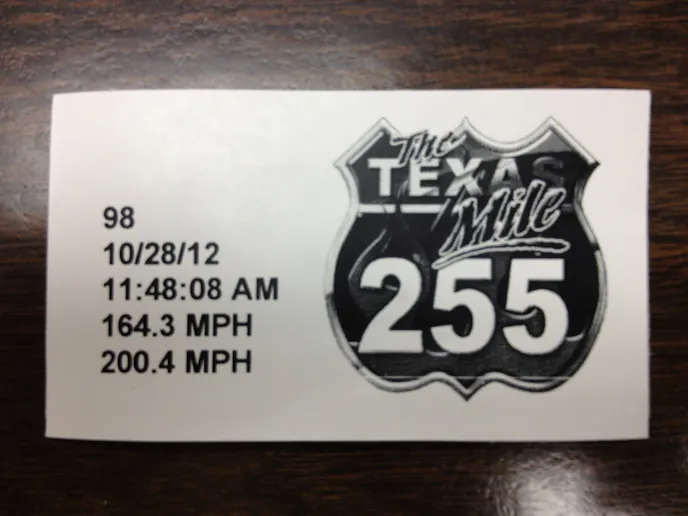 98
10/28/12
11:48:08 AM
164.3 MPH
200.4 MPH
The
TEXAS
Mile
255